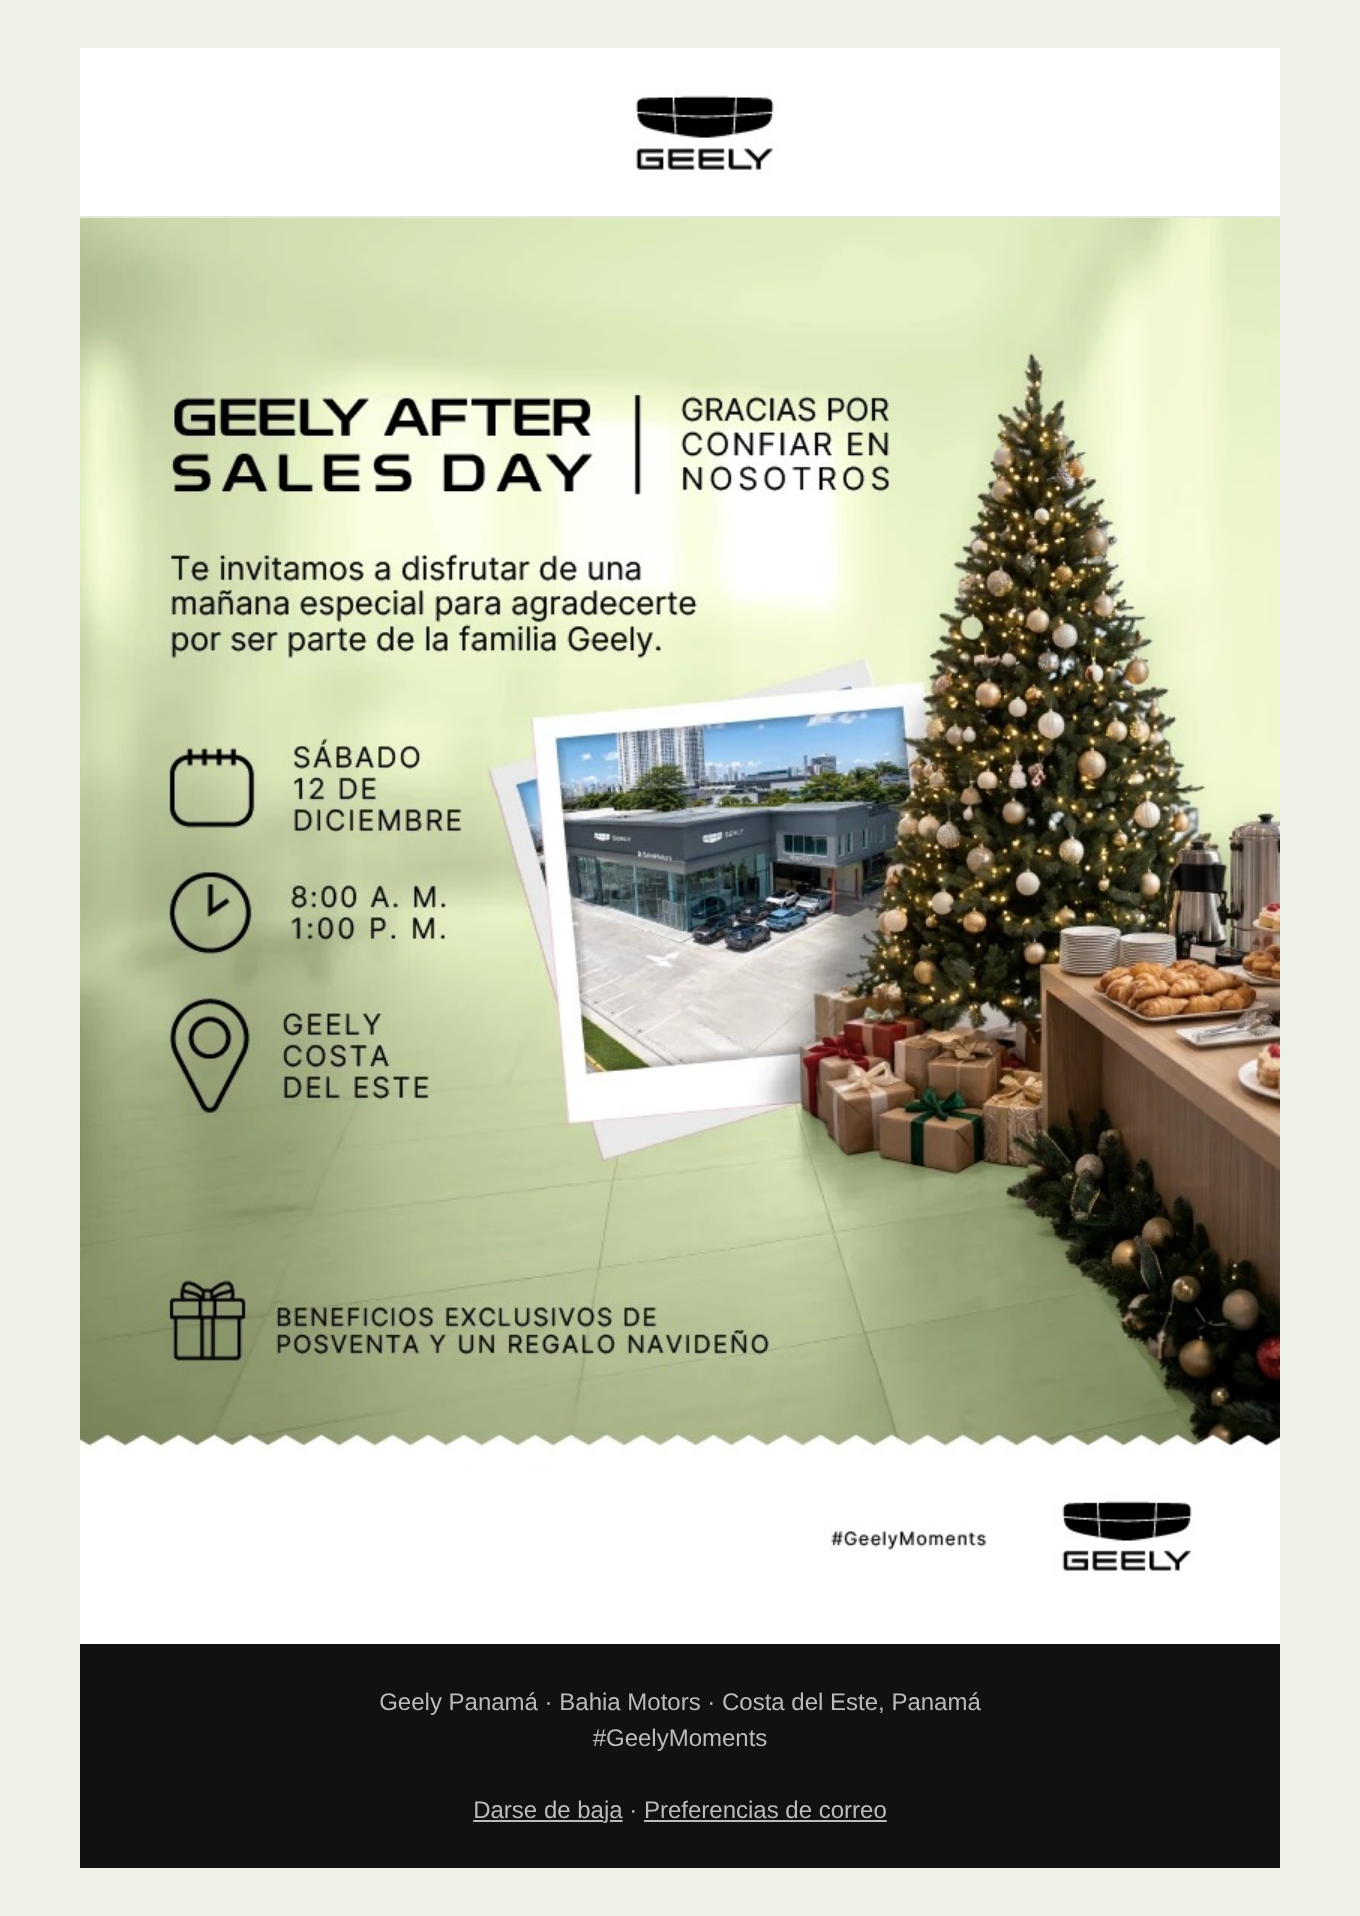 GEELY
GEELY AFTER
SALES DAY
GRACIAS POR
CONFIAR EN
NOSOTROS
Te invitamos a disfrutar de una
mañana especial para agradecerte
por ser parte de la familia Geely.
SÁBADO
12 DE
DICIEMBRE
8:00 A. M.
1:00 P. M.
GEELY
COSTA
DEL ESTE
GEELY
GEELY
BENEFICIOS EXCLUSIVOS DE
POSVENTA Y UN REGALO NAVIDEÑO
#GeelyMoments
GEELY
Geely Panamá · Bahia Motors · Costa del Este, Panamá
#GeelyMoments
Darse de baja · Preferencias de correo